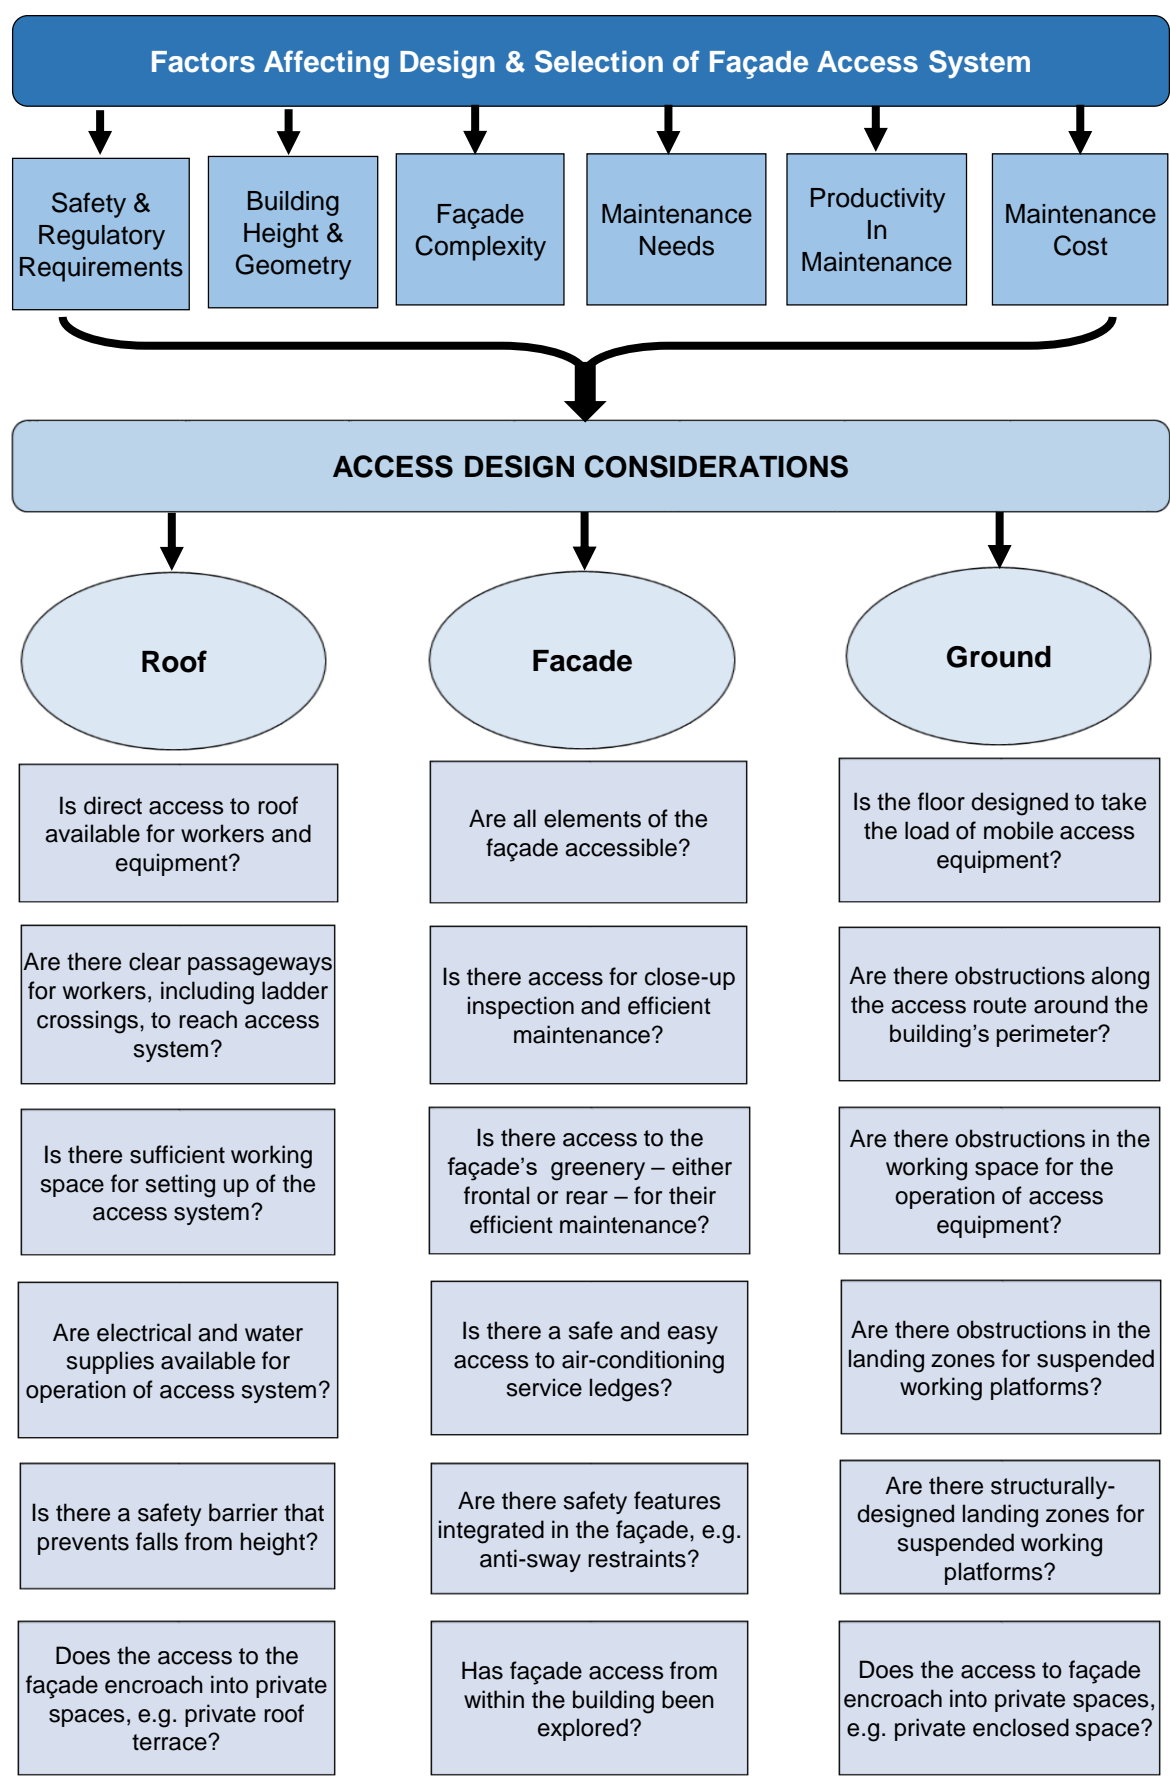 Factors Affecting Design & Selection of Façade Access System
Safety &
Regulatory
Requirements
Building
Height &
Geometry
Façade
Complexity
Maintenance
Needs
Productivity
In
Maintenance
Maintenance
Cost
ACCESS DESIGN CONSIDERATIONS
Roof
Is direct access to roof
available for workers and
equipment?
Are there clear passageways
for workers, including ladder
crossings, to reach access
system?
Is there sufficient working
space for setting up of the
access system?
Are electrical and water
supplies available for
operation of access system?
Is there a safety barrier that
prevents falls from height?
Does the access to the
façade encroach into private
spaces, e.g. private roof
terrace?
Facade
Are all elements of the
façade accessible?
Is there access for close-up
inspection and efficient
maintenance?
Is there access to the
façade’s greenery – either
frontal or rear – for their
efficient maintenance?
Is there a safe and easy
access to air-conditioning
service ledges?
Are there safety features
integrated in the façade, e.g.
anti-sway restraints?
Has façade access from
within the building been
explored?
Ground
Is the floor designed to take
the load of mobile access
equipment?
Are there obstructions along
the access route around the
building’s perimeter?
Are there obstructions in the
working space for the
operation of access
equipment?
Are there obstructions in the
landing zones for suspended
working platforms?
Are there structurally-
designed landing zones for
suspended working
platforms?
Does the access to façade
encroach into private spaces,
e.g. private enclosed space?